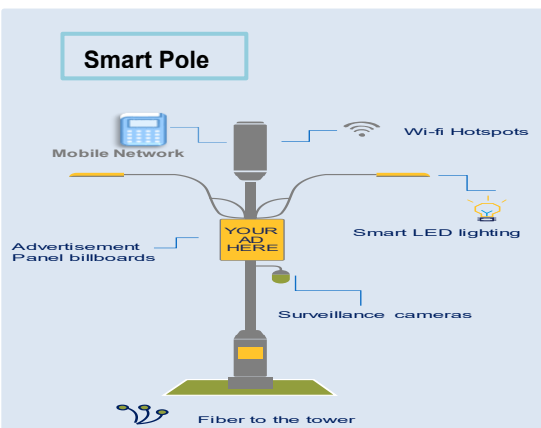 Smart Pole
Mobile Network
Wi-fi Hotspots
YOUR
AD
HERE
Advertisement
Panel billboards
Smart LED lighting
Surveillance cameras
Fiber to the tower